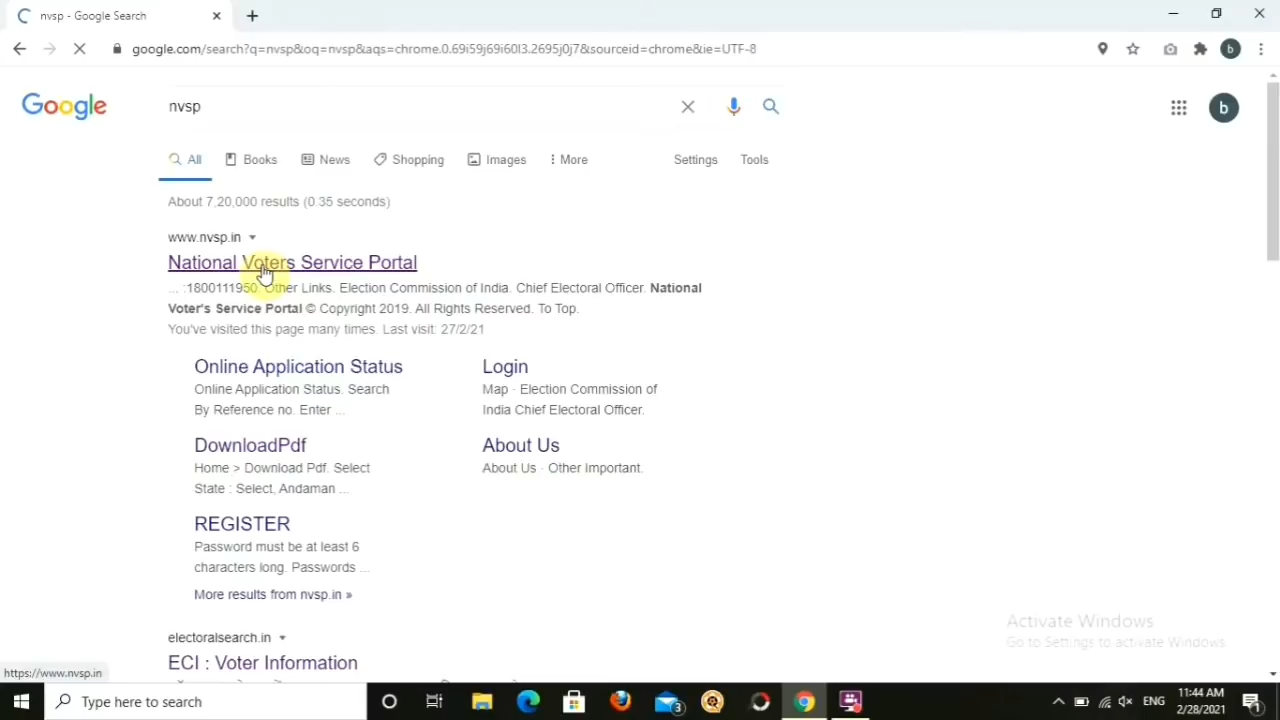 nvsp - Google Search
google.com/search?q=nvsp&oq=nvsp&aqs=chrome.0.69i59j69i60l3.2695j0j7&sourceid=chrome&ie=UTF-8
b
Google
nvsp
b
All Books News Shopping Images More Settings Tools
About 7,20,000 results (0.35 seconds)
www.nvsp.in
National Voters Service Portal
... :1800111950. Other Links. Election Commission of India. Chief Electoral Officer. National
Voter's Service Portal © Copyright 2019. All Rights Reserved. To Top.
You've visited this page many times. Last visit: 27/2/21
Online Application Status
Online Application Status. Search
By Reference no. Enter ...
Login
Map · Election Commission of
India Chief Electoral Officer.
DownloadPdf
Home > Download Pdf. Select
State : Select, Andaman ...
About Us
About Us · Other Important.
REGISTER
Password must be at least 6
characters long. Passwords ...
More results from nvsp.in »
electoralsearch.in
ECI : Voter Information
Activate Windows
Go to Settings to activate Windows.
https://www.nvsp.in
Type here to search
3
ENG
11:44 AM
2/28/2021
1